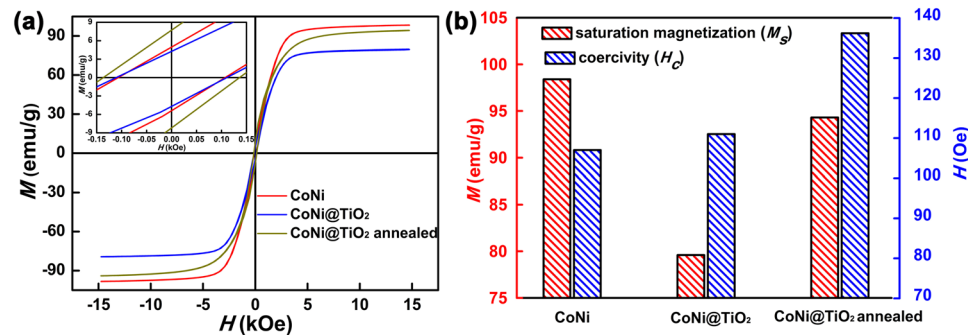 (a)
M (emu/g)
90
60
30
0
-30
-60
-90
-15
-10
-5
0
5
10
15
H (kOe)
M (emu/g)
9
6
3
0
-3
-6
-9
-0.15
-0.10
-0.05
0.00
0.05
0.10
0.15
H (kOe)
CoNi
CoNi@TiO₂
CoNi@TiO₂ annealed
(b)
M (emu/g)
105
100
95
90
85
80
75
saturation magnetization (Mₛ)
coercivity (H_C)
CoNi
CoNi@TiO₂
CoNi@TiO₂ annealed
140
130
120
110
100
90
80
70
60
H (Oe)